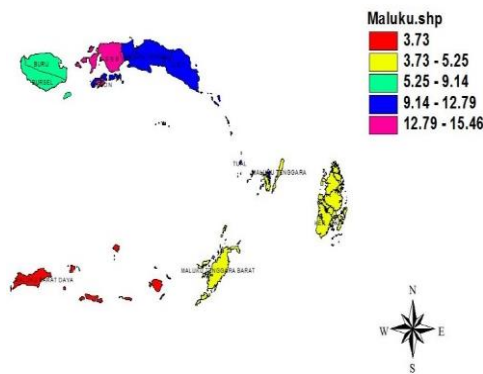 Maluku.shp
3.73
3.73 - 5.25
5.25 - 9.14
9.14 - 12.79
12.79 - 15.46
BURU
BURSEL
TUAL
MALUKU TENGGARA
MALUKU TENGGARA BARAT
BARAT DAYA
N
W E
S